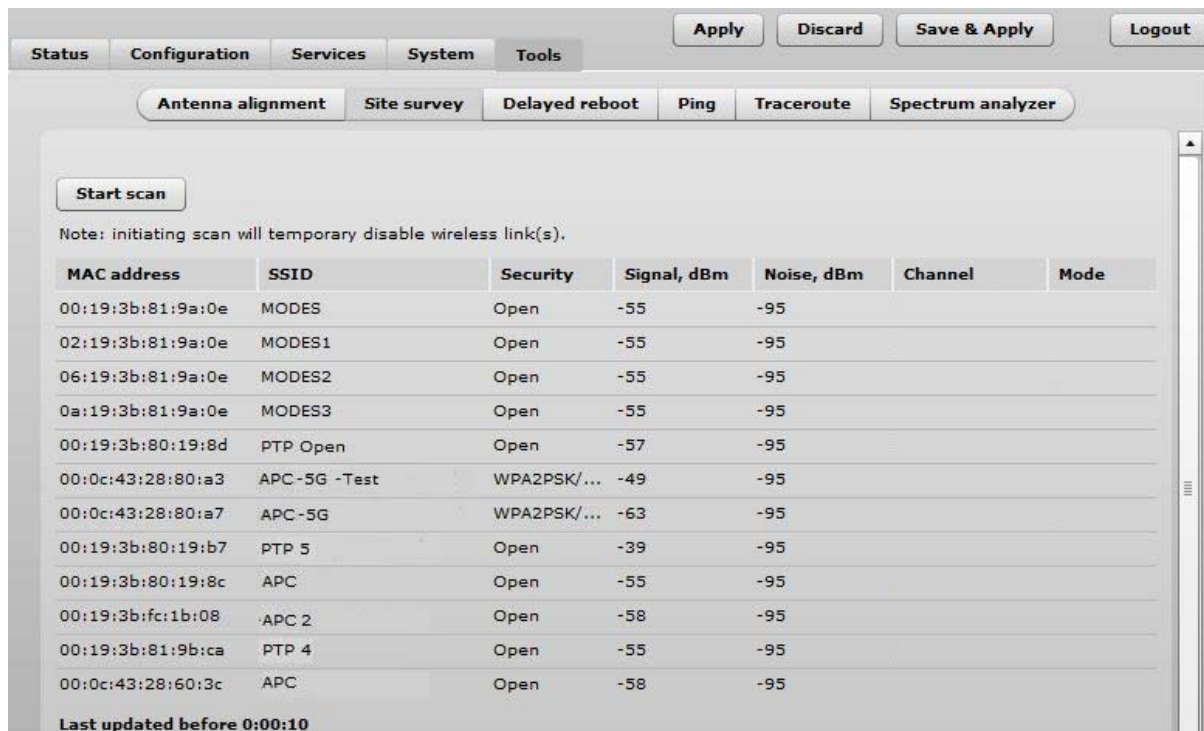 Apply Discard Save & Apply Logout
Status Configuration Services System Tools
Antenna alignment Site survey Delayed reboot Ping Traceroute Spectrum analyzer
Start scan
Note: initiating scan will temporary disable wireless link(s).
MAC address SSID Security Signal, dBm Noise, dBm Channel Mode
00:19:3b:81:9a:0e MODES Open -55 -95
02:19:3b:81:9a:0e MODES1 Open -55 -95
06:19:3b:81:9a:0e MODES2 Open -55 -95
0a:19:3b:81:9a:0e MODES3 Open -55 -95
00:19:3b:80:19:8d PTP Open Open -57 -95
00:0c:43:28:80:a3 APC-5G -Test WPA2PSK/... -49 -95
00:0c:43:28:80:a7 APC-5G WPA2PSK/... -63 -95
00:19:3b:80:19:b7 PTP 5 Open -39 -95
00:19:3b:80:19:8c APC Open -55 -95
00:19:3b:fc:1b:08 APC 2 Open -58 -95
00:19:3b:81:9b:ca PTP 4 Open -55 -95
00:0c:43:28:60:3c APC Open -58 -95
Last updated before 0:00:10